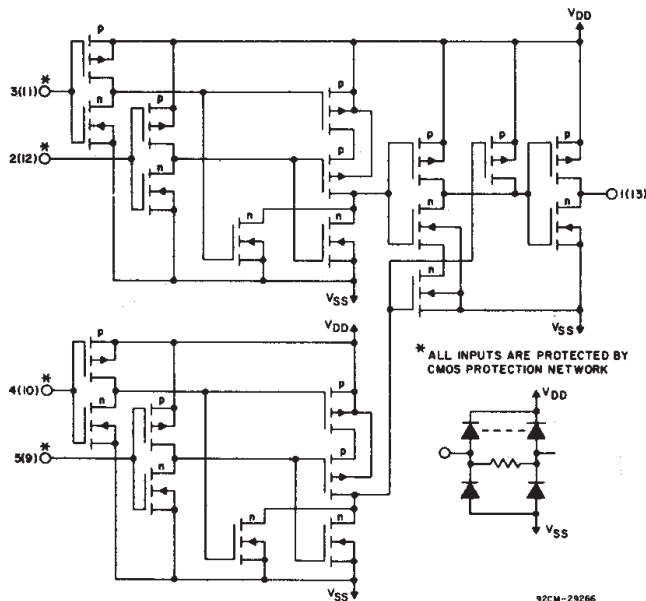 p
VDD
*
3(11)
n
p
p
*
2(12)
n
p
p
p
p
n
n
1(13)
n
n
n
VSS
VSS
VDD
p
* ALL INPUTS ARE PROTECTED BY
CMOS PROTECTION NETWORK
*
4(10)
n
p
p
VDD
*
5(9)
n
p
n
n
VSS
VSS
92CM-29266